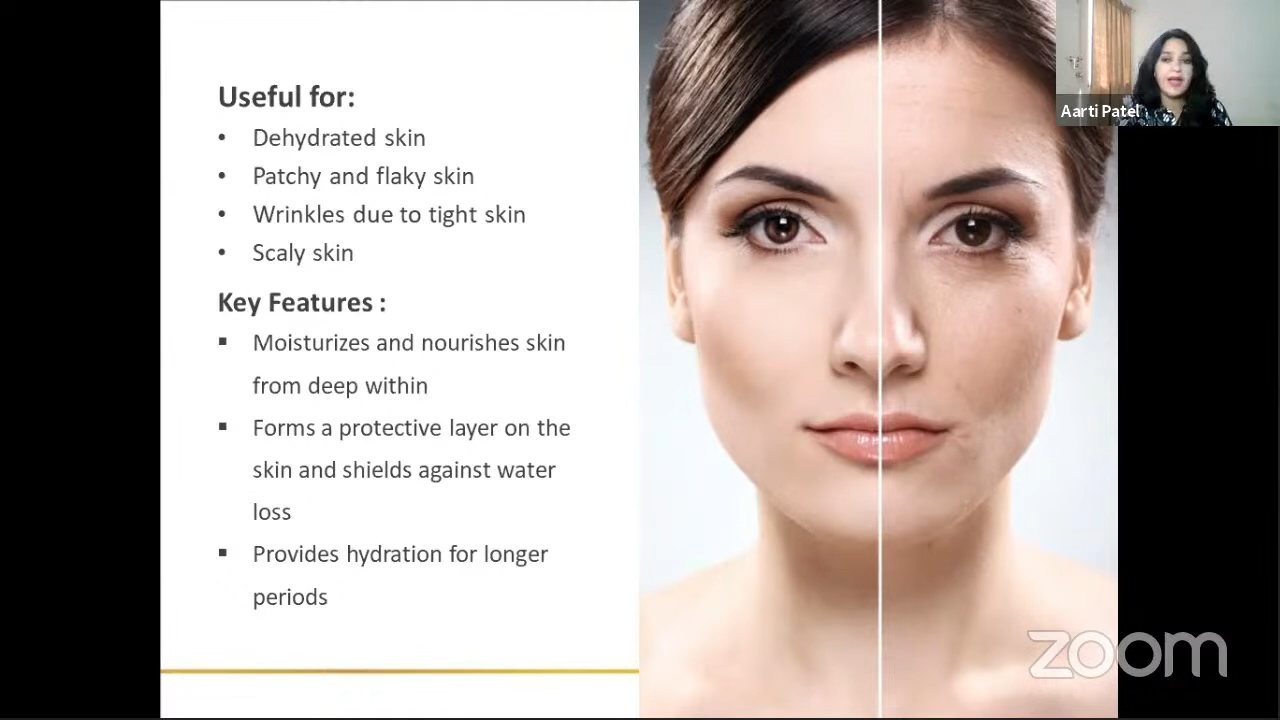 Useful for:
• Dehydrated skin
• Patchy and flaky skin
• Wrinkles due to tight skin
• Scaly skin
Key Features :
▪ Moisturizes and nourishes skin
from deep within
▪ Forms a protective layer on the
skin and shields against water
loss
▪ Provides hydration for longer
periods
Aarti Patel
zoom